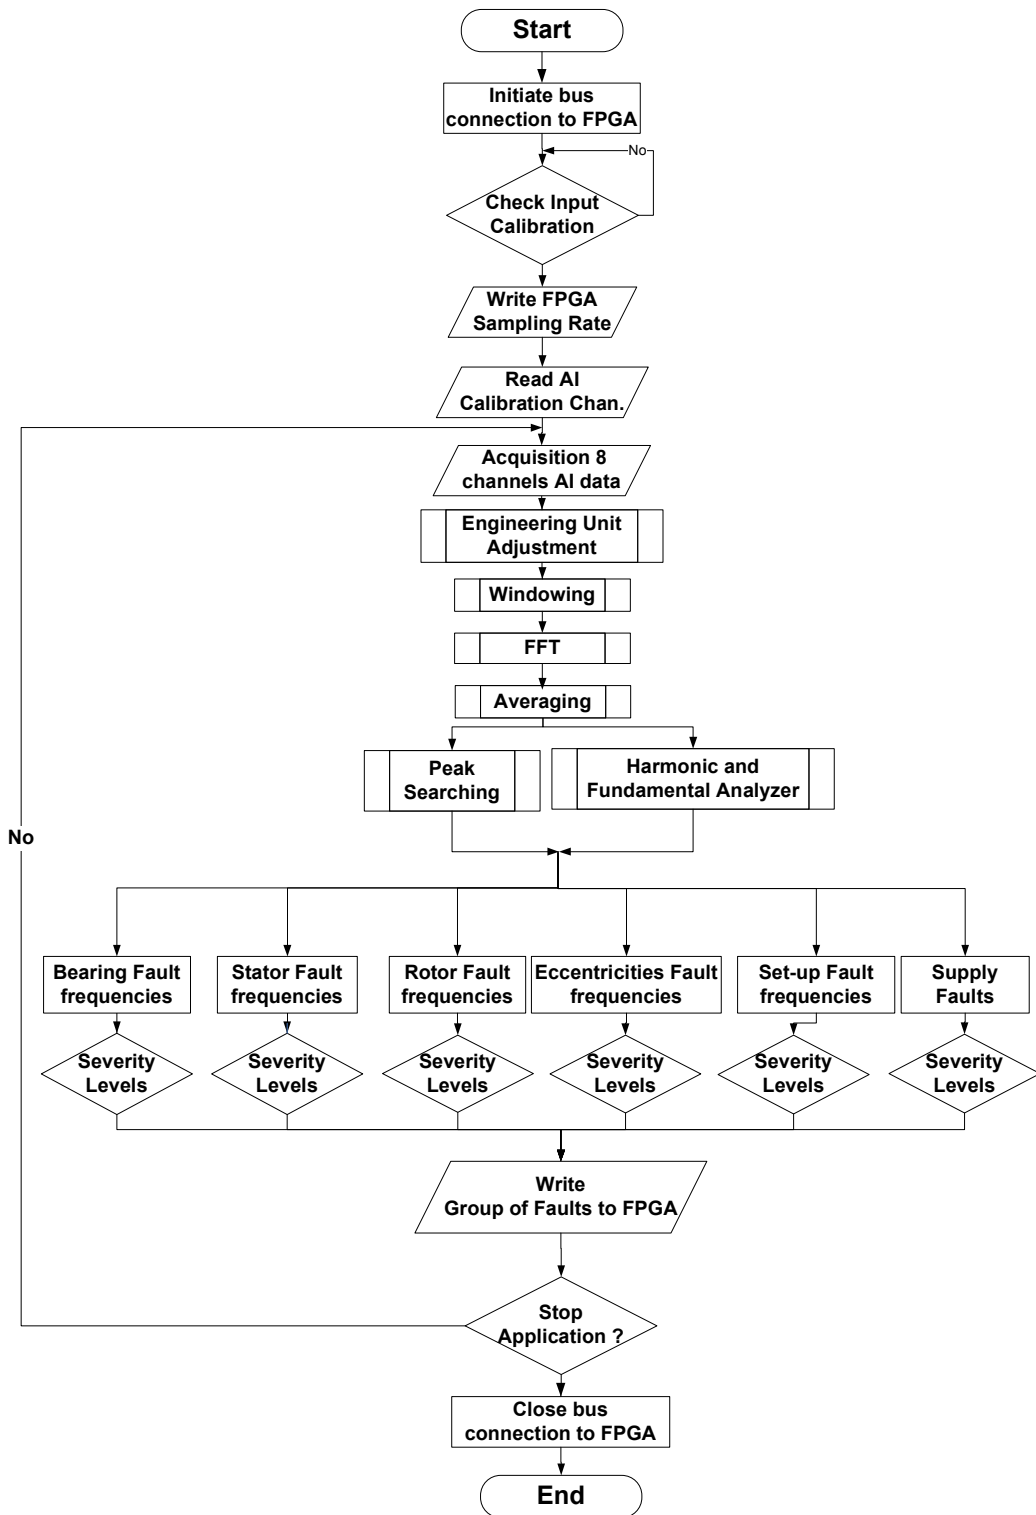 Start
Initiate bus
connection to FPGA
No
Check Input
Calibration
Write FPGA
Sampling Rate
Read AI
Calibration Chan.
Acquisition 8
channels AI data
Engineering Unit
Adjustment
Windowing
FFT
Averaging
Peak
Searching
Harmonic and
Fundamental Analyzer
No
Bearing Fault
frequencies
Stator Fault
frequencies
Rotor Fault
frequencies
Eccentricities Fault
frequencies
Set-up Fault
frequencies
Supply
Faults
Severity
Levels
Severity
Levels
Severity
Levels
Severity
Levels
Severity
Levels
Severity
Levels
Write
Group of Faults to FPGA
Stop
Application ?
Close bus
connection to FPGA
End